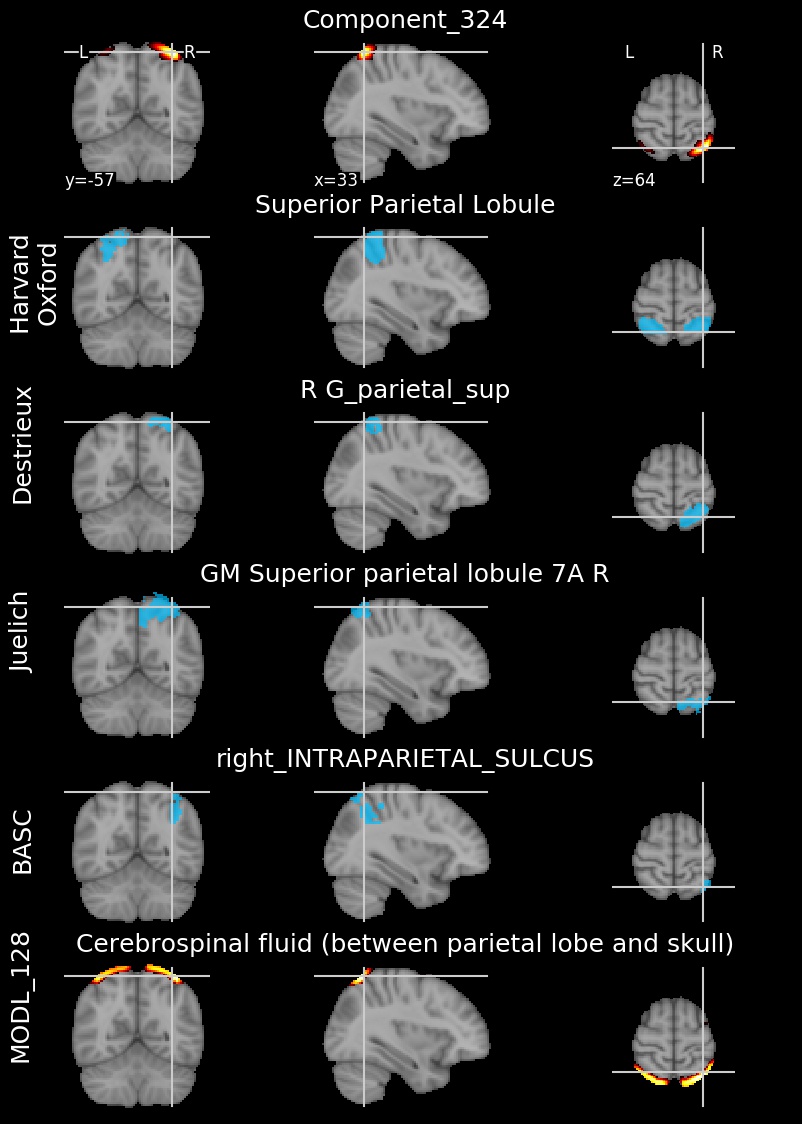 Component_324
L R L R
y=-57 x=33 z=64
Superior Parietal Lobule
Harvard
Oxford
R G_parietal_sup
Destrieux
GM Superior parietal lobule 7A R
Juelich
right_INTRAPARIETAL_SULCUS
BASC
Cerebrospinal fluid (between parietal lobe and skull)
MODL_128